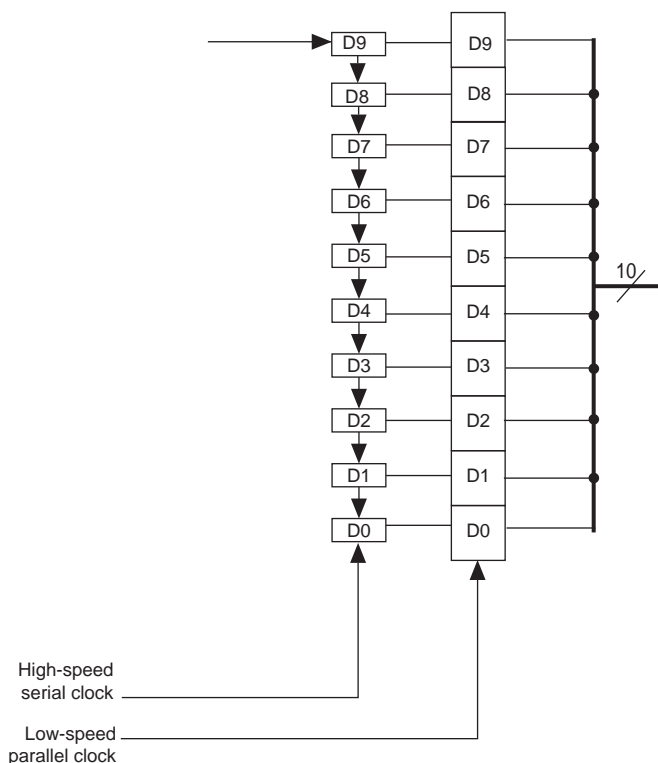 D9 D9
D8 D8
D7 D7
D6 D6
D5 D5
10
D4 D4
D3 D3
D2 D2
D1 D1
D0 D0
High-speed
serial clock
Low-speed
parallel clock